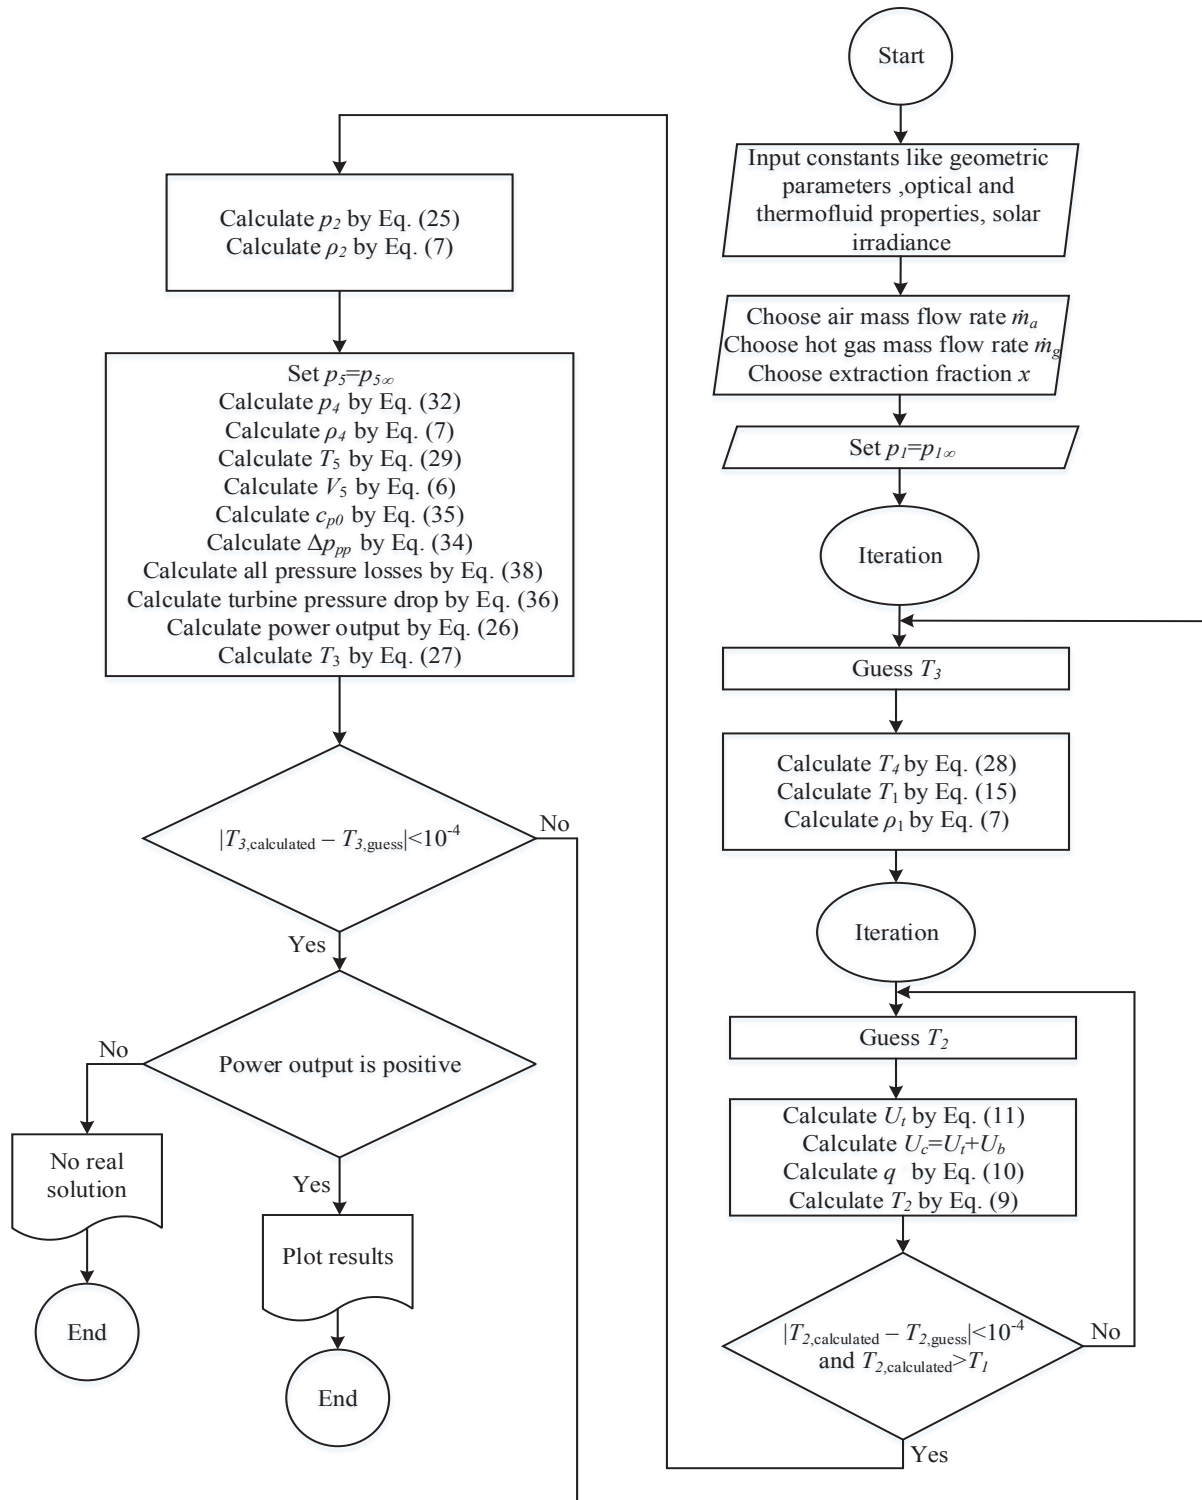 Start
Input constants like geometric
parameters ,optical and
thermofluid properties, solar
irradiance
Choose air mass flow rate ṁₐ
Choose hot gas mass flow rate ṁ_g
Choose extraction fraction x
Set p₁=p₁∞
Iteration
Guess T₃
Calculate T₄ by Eq. (28)
Calculate T₁ by Eq. (15)
Calculate ρ₁ by Eq. (7)
Iteration
Guess T₂
Calculate Uₜ by Eq. (11)
Calculate U_c=U_t+U_b
Calculate q by Eq. (10)
Calculate T₂ by Eq. (9)
|T₂,calculated – T₂,guess|<10⁻⁴
and T₂,calculated>T₁
No
Yes
Calculate p₂ by Eq. (25)
Calculate ρ₂ by Eq. (7)
Set p₅=p₅∞
Calculate p₄ by Eq. (32)
Calculate ρ₄ by Eq. (7)
Calculate T₅ by Eq. (29)
Calculate V₅ by Eq. (6)
Calculate c_p0 by Eq. (35)
Calculate Δp_pp by Eq. (34)
Calculate all pressure losses by Eq. (38)
Calculate turbine pressure drop by Eq. (36)
Calculate power output by Eq. (26)
Calculate T₃ by Eq. (27)
|T₃,calculated – T₃,guess|<10⁻⁴
No
Yes
Power output is positive
No
Yes
No real
solution
End
Plot results
End